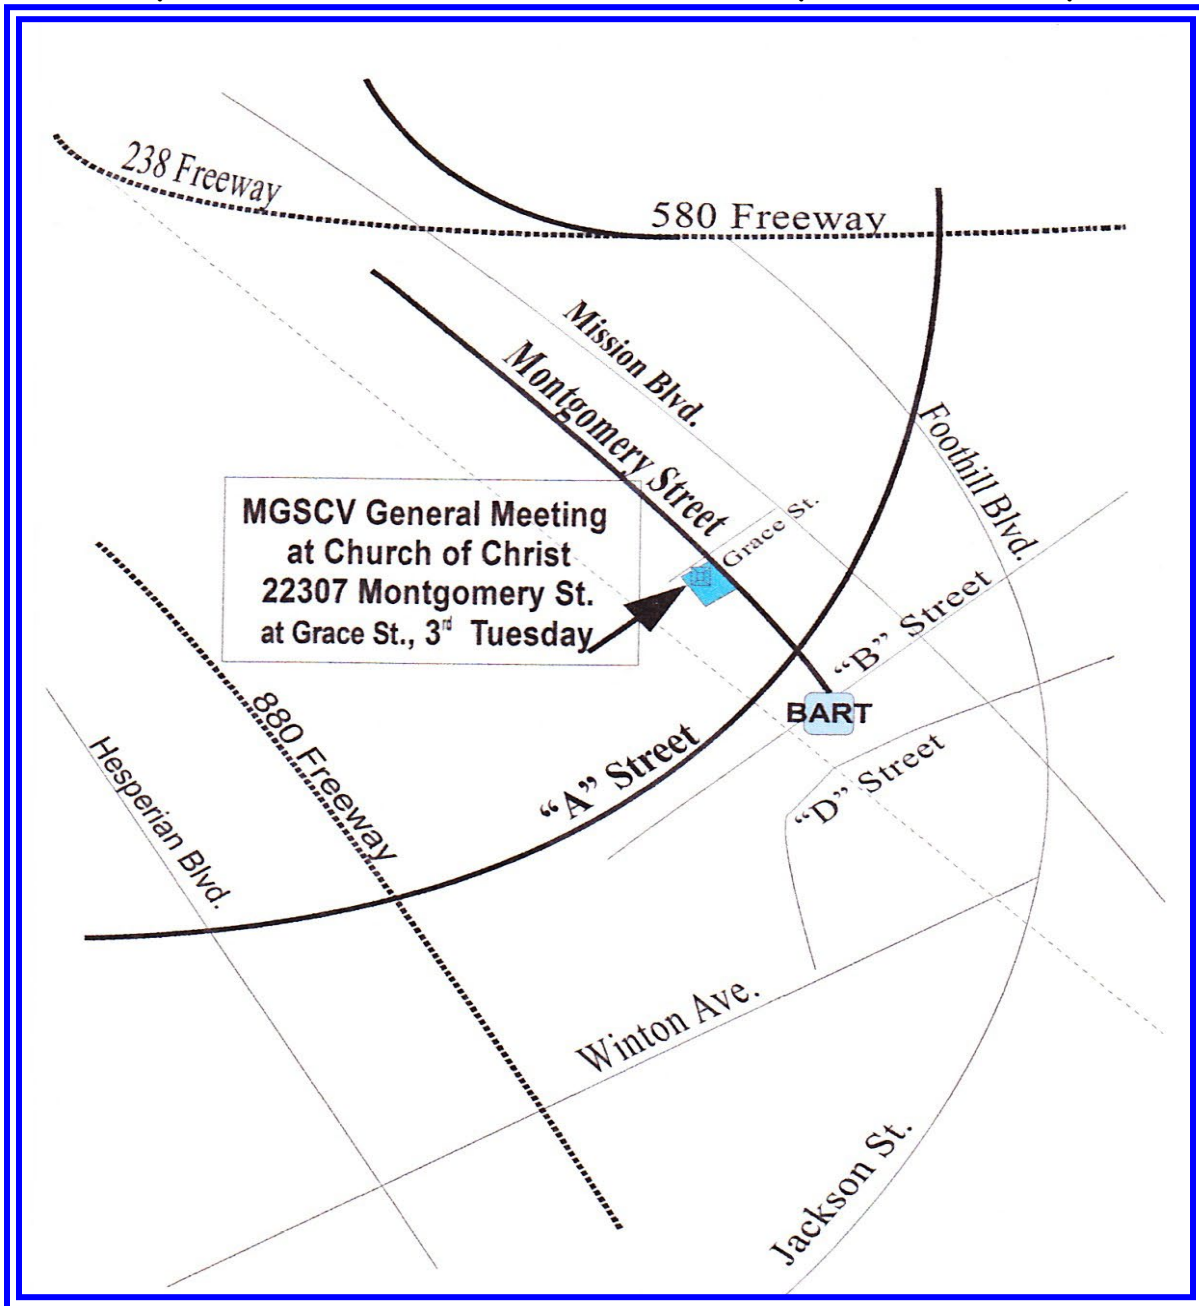 238 Freeway
580 Freeway
Mission Blvd.
Montgomery Street
Foothill Blvd.
Grace St.
MGSCV General Meeting
at Church of Christ
22307 Montgomery St.
at Grace St., 3rd Tuesday
“B” Street
BART
880 Freeway
“A” Street
“D” Street
Hesperian Blvd.
Winton Ave.
Jackson St.